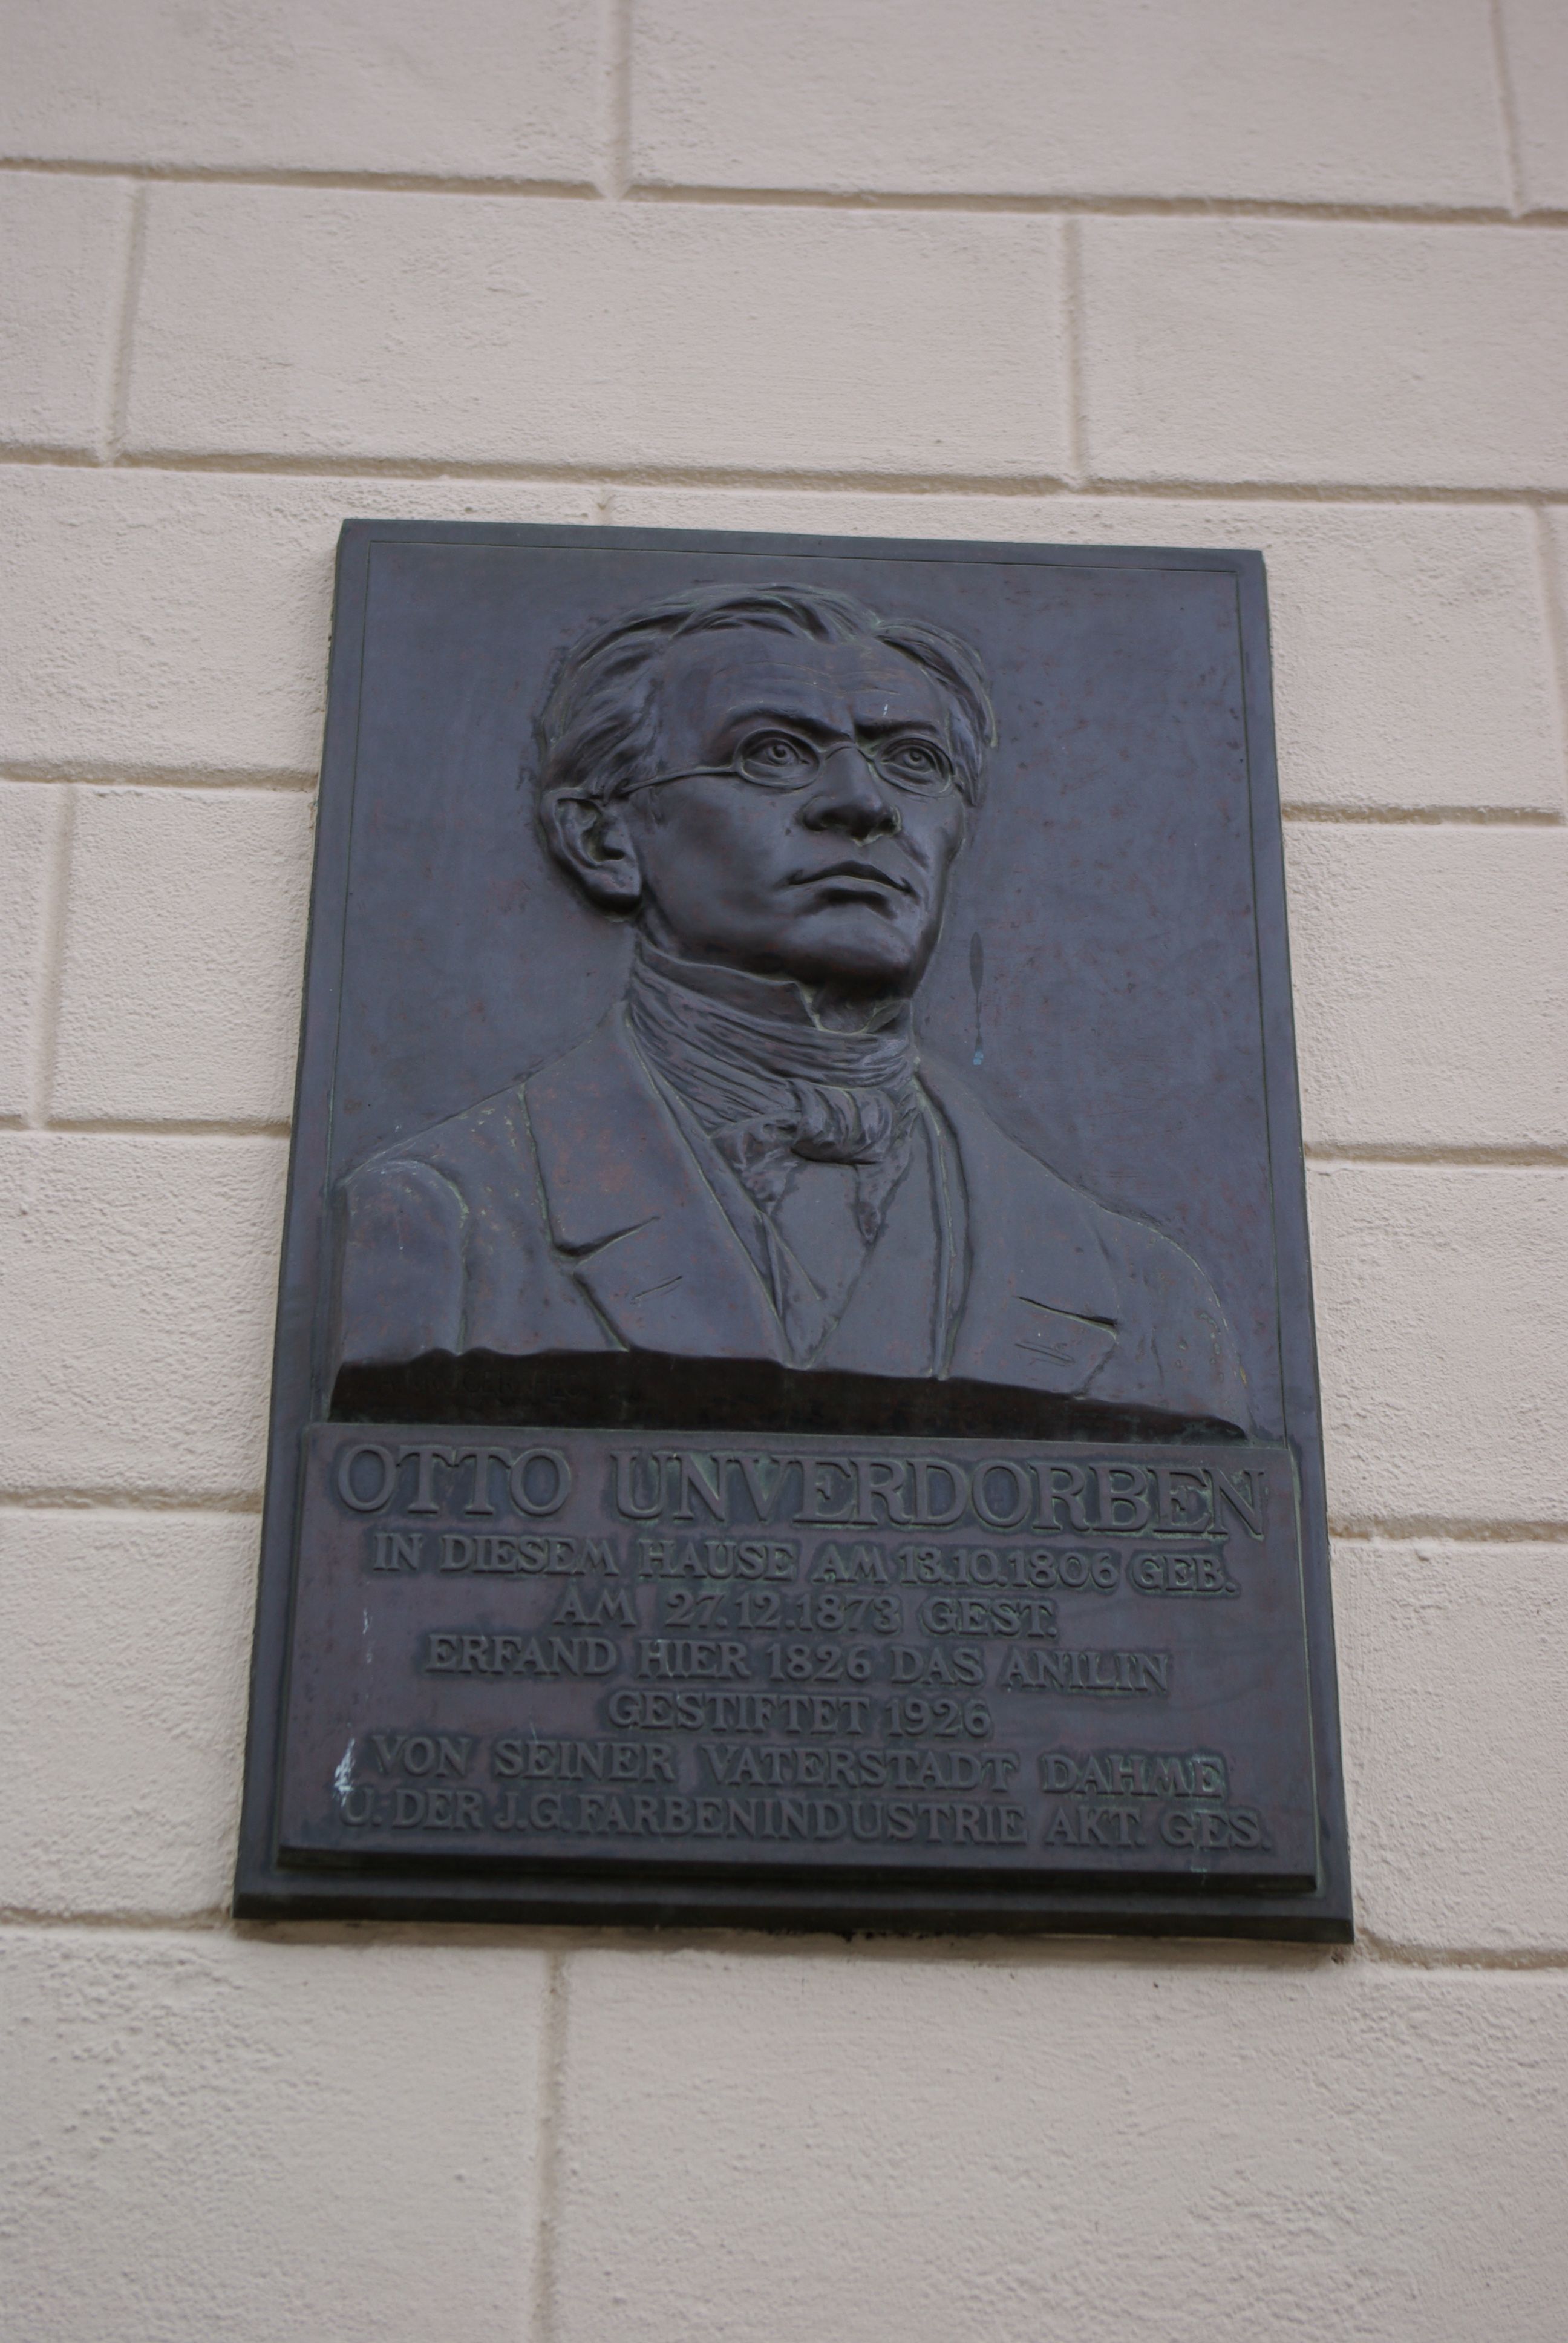 OTTO UNVERDORBEN
IN DIESEM HAUSE AM 13.10.1806 GEB.
AM 27.12.1873 GEST.
ERFAND HIER 1826 DAS ANILIN
GESTIFTET 1926
VON SEINER VATERSTADT DAHME
U. DER J.G. FARBENINDUSTRIE AKT. GES.